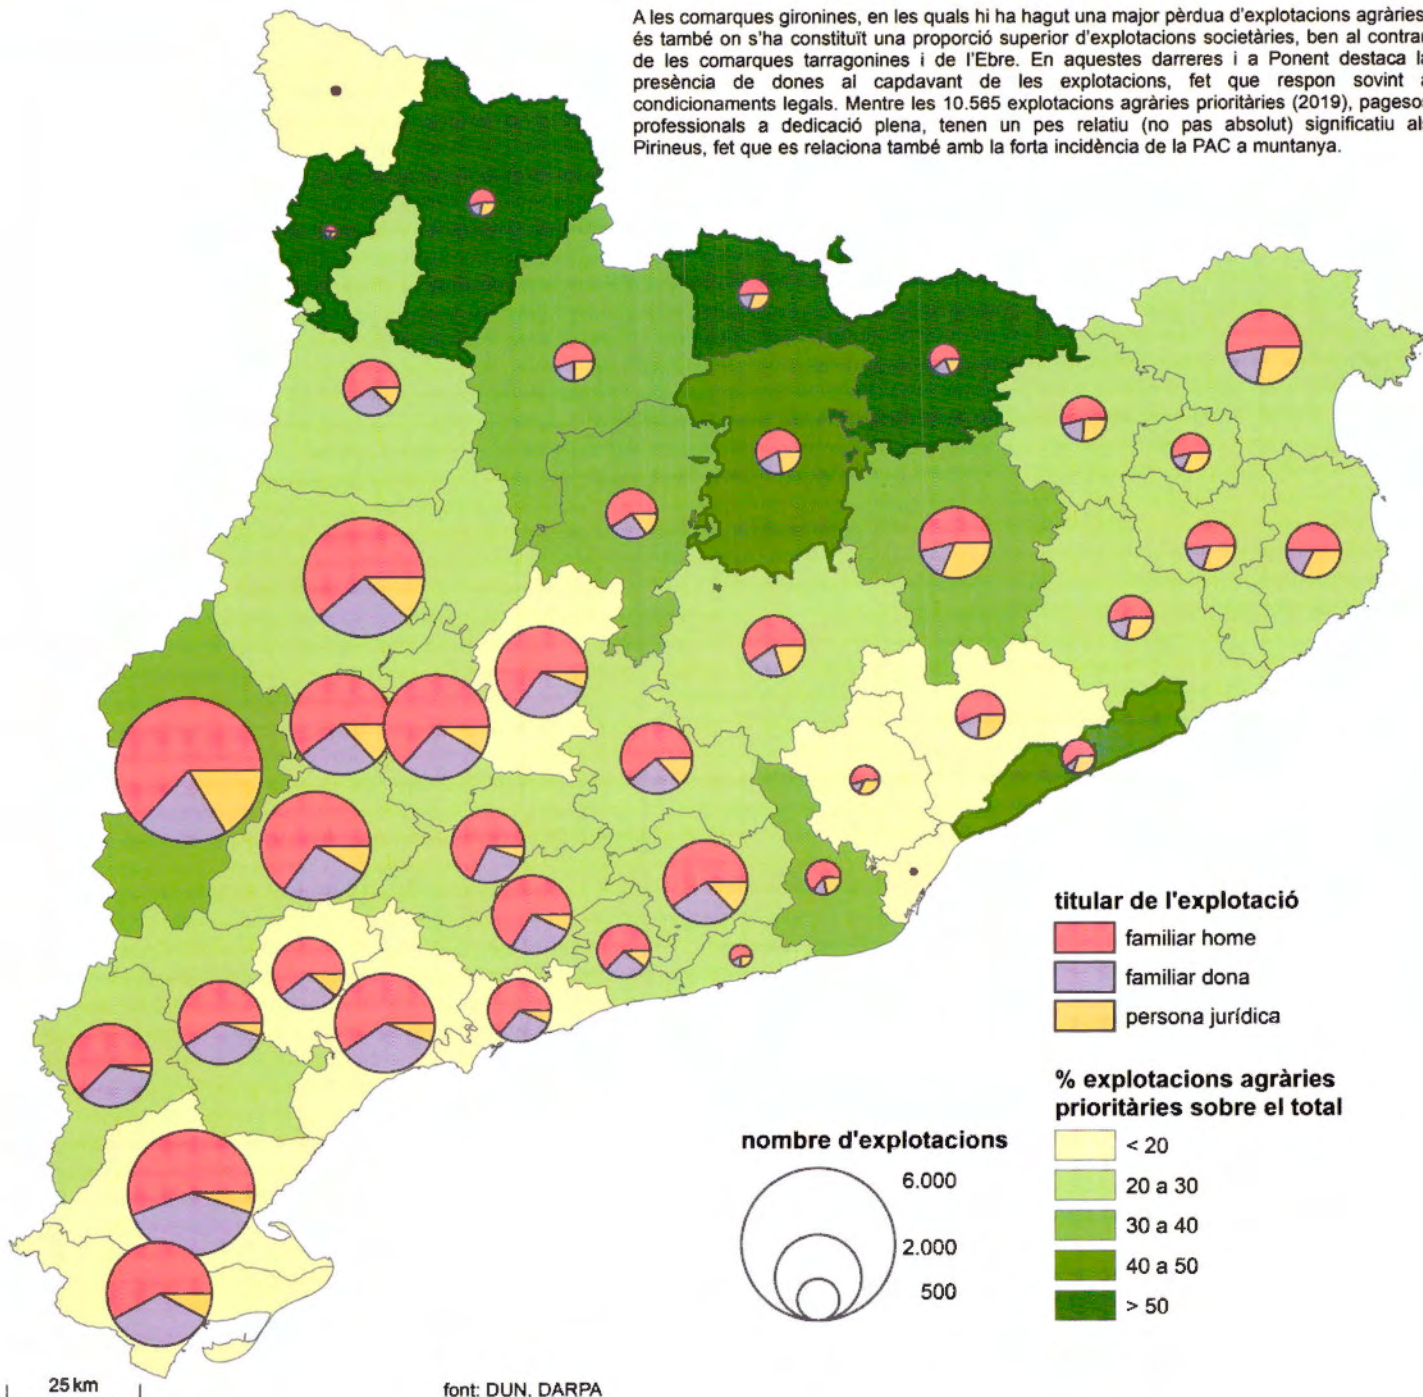 A les comarques gironines, en les quals hi ha hagut una major pèrdua d'explotacions agràries
és també on s'ha constituït una proporció superior d'explotacions societàries, ben al
de les comarques tarragonines i de l'Ebre. En aquestes darreres i a Ponent destaca
presència de dones al capdavant de les explotacions, fet que respon sovint
condicionaments legals. Mentre les 10.585 explotacions agràries prioritàries (2019),
professionals a dedicació plena, tenen un pes relatiu (no pas absolut) significatiu
Pirineus, fet que es relaciona també amb la forta incidència de la PAC a muntanya.
titular de l'explotació
familiar home
familiar dona
persona jurídica
% explotacions agràries
prioritàries sobre el total
< 20
20 a 30
30 a 40
40 a 50
> 50
nombre d'explotacions
6.000
2.000
500
25 km
font: DUN. DARPA